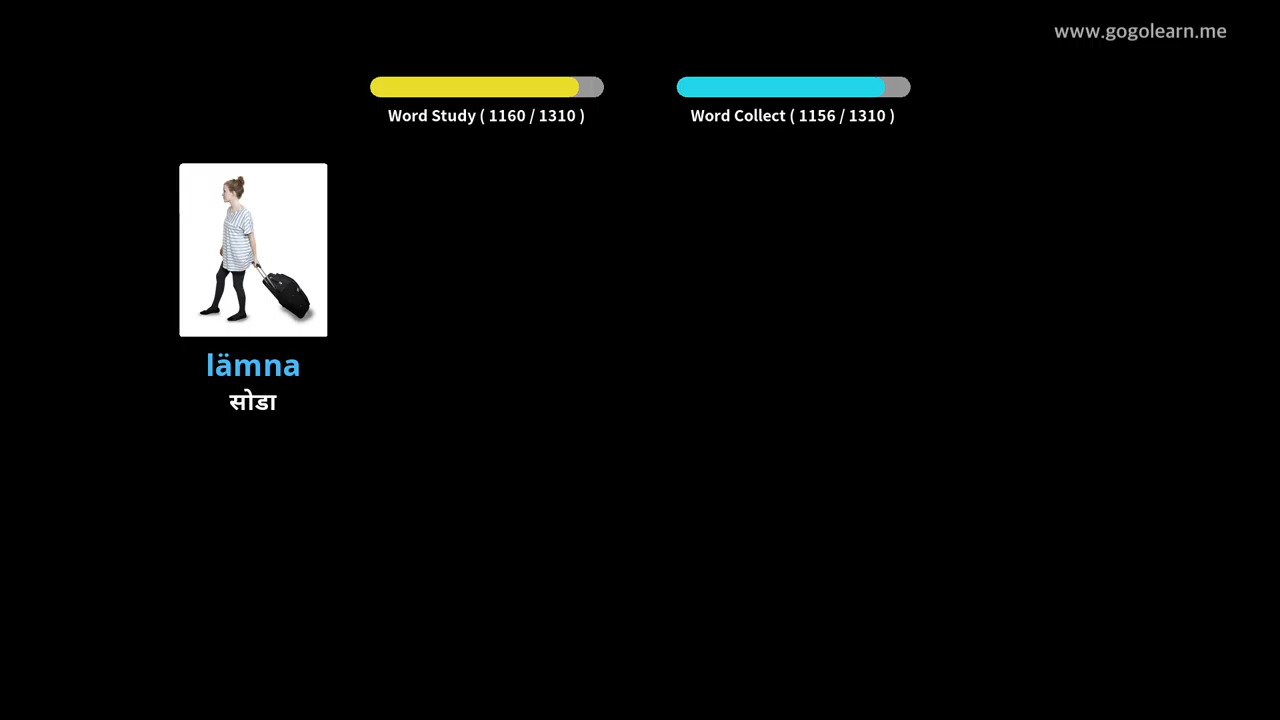 www.gogolearn.me
Word Study ( 1160 / 1310 )
Word Collect ( 1156 / 1310 )
lämna
सोडा